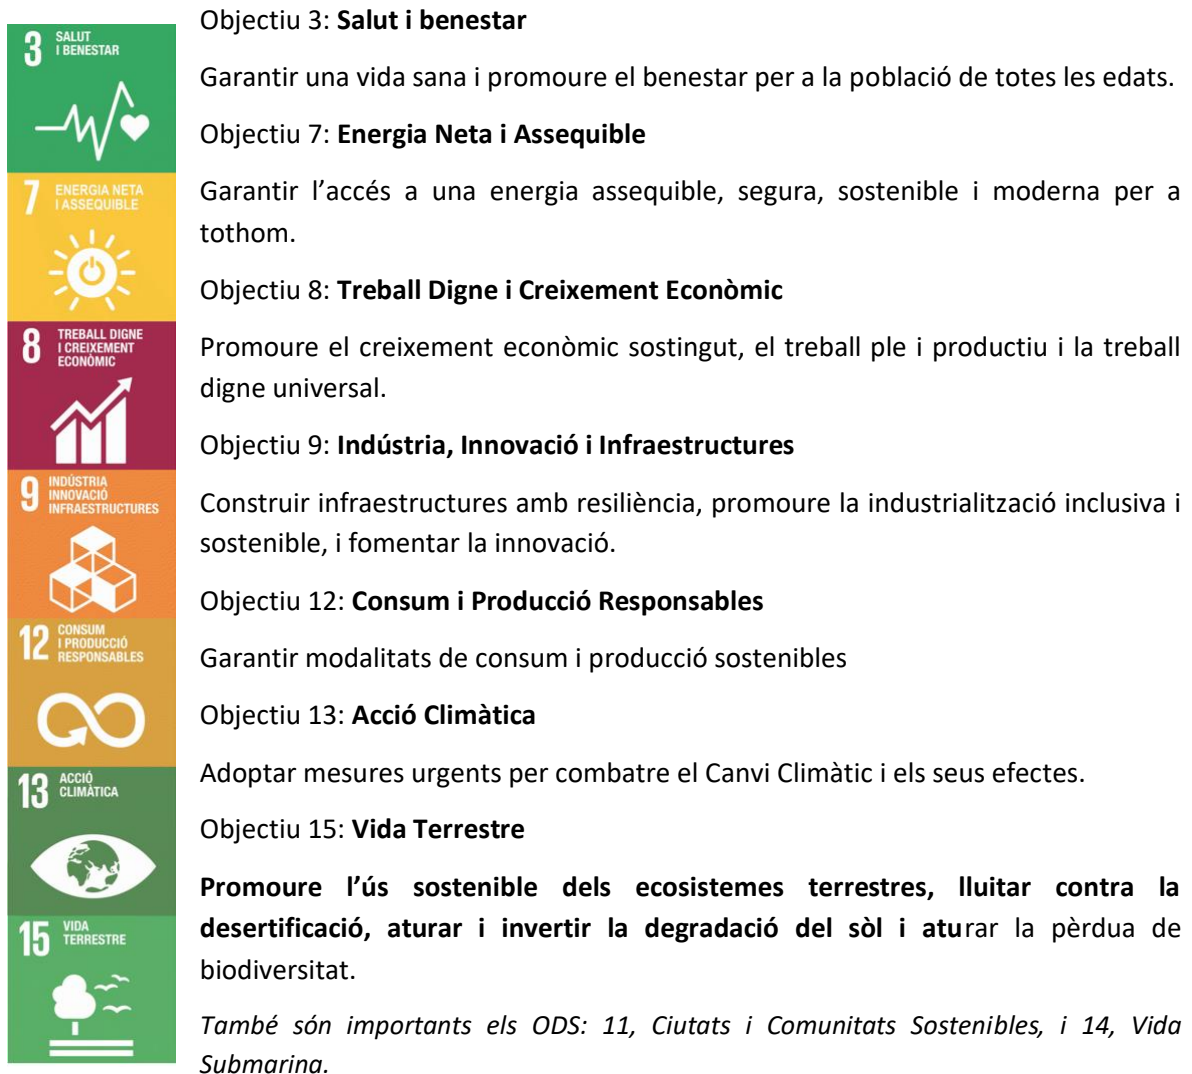 Objectiu 3: Salut i benestar
3 SALUT
I BENESTAR
Garantir una vida sana i promoure el benestar per a la població de totes les edats.
Objectiu 7: Energia Neta i Assequible
7 ENERGIA NETA
I ASSEQUIBLE
Garantir l’accés a una energia assequible, segura, sostenible i moderna per a
tothom.
Objectiu 8: Treball Digne i Creixement Econòmic
8 TREBALL DIGNE
I CREIXEMENT
ECONÒMIC
Promoure el creixement econòmic sostingut, el treball ple i productiu i la treball
digne universal.
Objectiu 9: Indústria, Innovació i Infraestructures
9 INDÚSTRIA
INNOVACIÓ
INFRAESTRUCTURES
Construir infraestructures amb resiliència, promoure la industrialització inclusiva i
sostenible, i fomentar la innovació.
Objectiu 12: Consum i Producció Responsables
12 CONSUM
I PRODUCCIÓ
RESPONSABLES
Garantir modalitats de consum i producció sostenibles
Objectiu 13: Acció Climàtica
13 ACCIÓ
CLIMÀTICA
Adoptar mesures urgents per combatre el Canvi Climàtic i els seus efectes.
Objectiu 15: Vida Terrestre
15 VIDA
TERRESTRE
Promoure l’ús sostenible dels ecosistemes terrestres, lluitar contra la
desertificació, aturar i invertir la degradació del sòl i aturar la pèrdua de
biodiversitat.
També són importants els ODS: 11, Ciutats i Comunitats Sostenibles, i 14, Vida
Submarina.